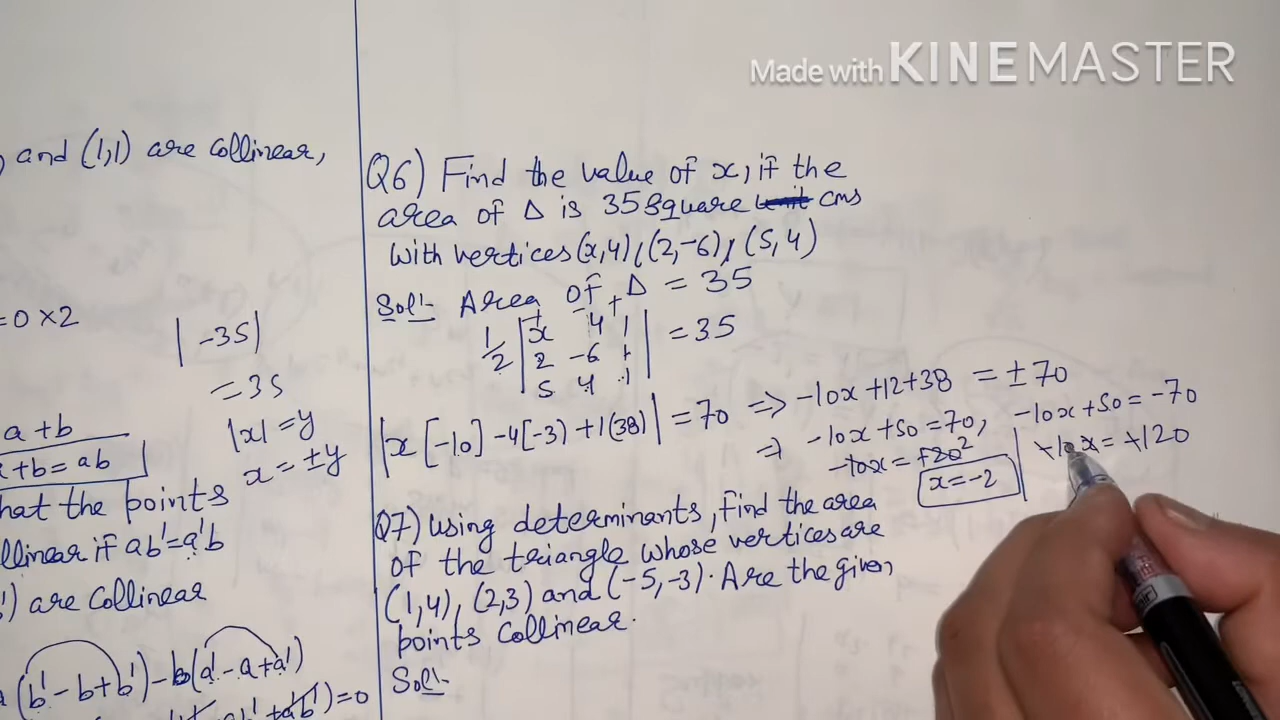 Made with KINEMASTER
and (1,1) are collinear,
=0×2
|-35|
=35
|x|=y
x=±y
a+b
+b=ab
hat the points
llinear if ab'=a'b
') are collinear
(b'-b+b')-b(a'-a+a')
=0
Q6) Find the value of x, if the
area of Δ is 35 square unit cms
with vertices (x,4), (2,-6), (5,4)
Sol:- Area of Δ = 35
+ - +
1/2 | x 4 1 | = 35
2 -6 1
5 4 1
|x[-10] -4[-3] +1(38)| = 70 => -10x+12+38 = ±70
=> -10x+50=70, -10x+50=-70
-10x=+20 2 -10x=-120
x=-2
Q7) Using determinants, find the area
of the triangle whose vertices are
(1,4), (2,3) and (-5,-3). Are the given
points collinear.
Sol:-